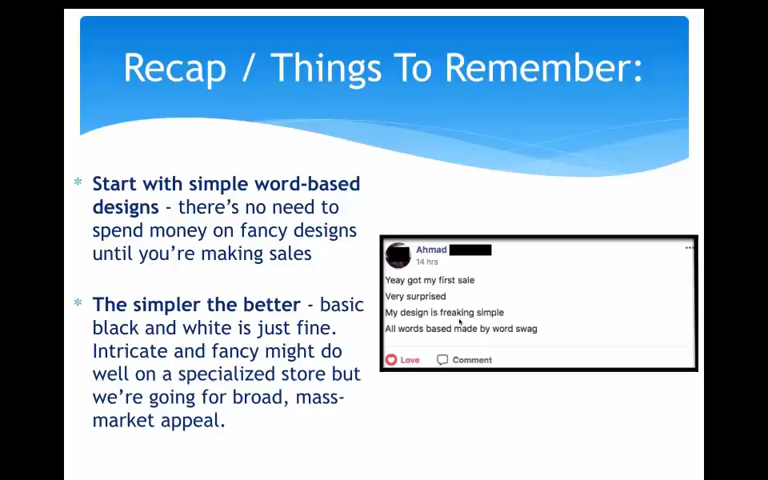 Recap / Things To Remember:
* Start with simple word-based
designs - there's no need to
spend money on fancy designs
until you're making sales
* The simpler the better - basic
black and white is just fine.
Intricate and fancy might do
well on a specialized store but
we're going for broad, mass-
market appeal.
Ahmad
14 hrs
Yeay got my first sale
Very surprised
My design is freaking simple
All words based made by word swag
Love Comment